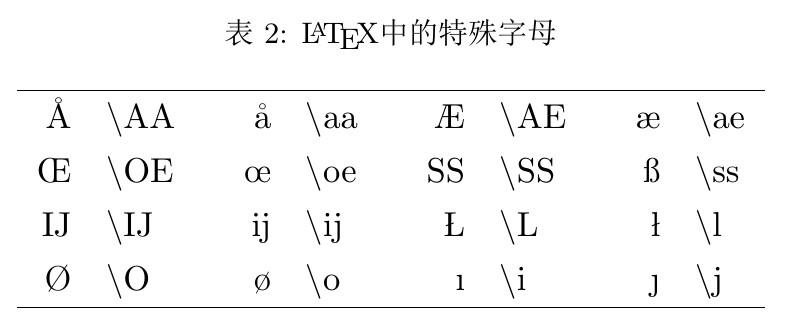 表 2: LATEX中的特殊字母
Å \AA å \aa Æ \AE æ \ae
Œ \OE œ \oe SS \SS ß \ss
IJ \IJ ij \ij Ł \L ł \l
Ø \O ø \o ı \i ȷ \j